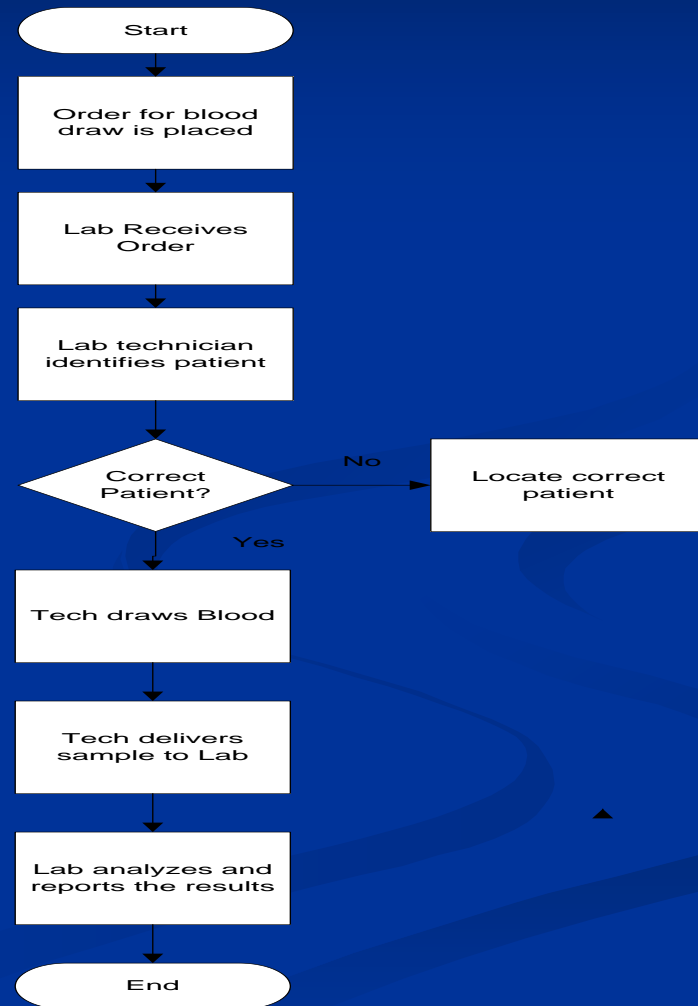 Start
Order for blood
draw is placed
Lab Receives
Order
Lab technician
identifies patient
Correct
Patient?
No
Locate correct
patient
Yes
Tech draws Blood
Tech delivers
sample to Lab
Lab analyzes and
reports the results
End